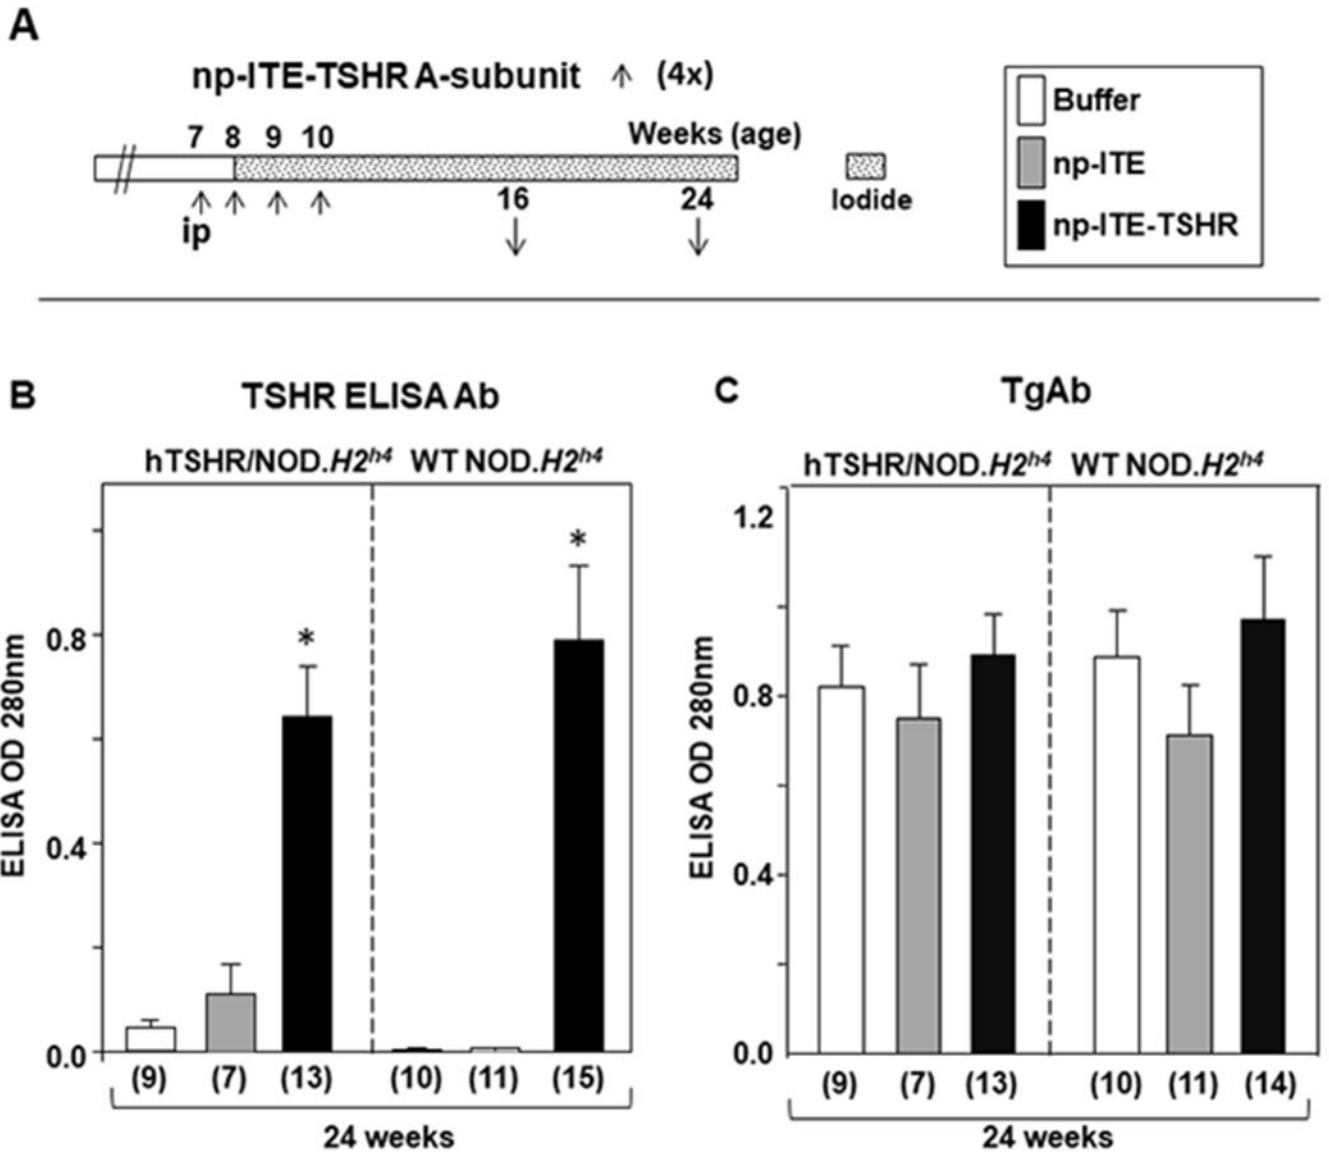 A
np-ITE-TSHR A-subunit ↑ (4x)
7 8 9 10 Weeks (age)
ip
16 24
Iodide
Buffer
np-ITE
np-ITE-TSHR
B
TSHR ELISA Ab
hTSHR/NOD.H2h4 WT NOD.H2h4
ELISA OD 280nm
0.8
0.4
0.0
* *
(9) (7) (13) (10) (11) (15)
24 weeks
C
TgAb
hTSHR/NOD.H2h4 WT NOD.H2h4
ELISA OD 280nm
1.2
0.8
0.4
0.0
(9) (7) (13) (10) (11) (14)
24 weeks